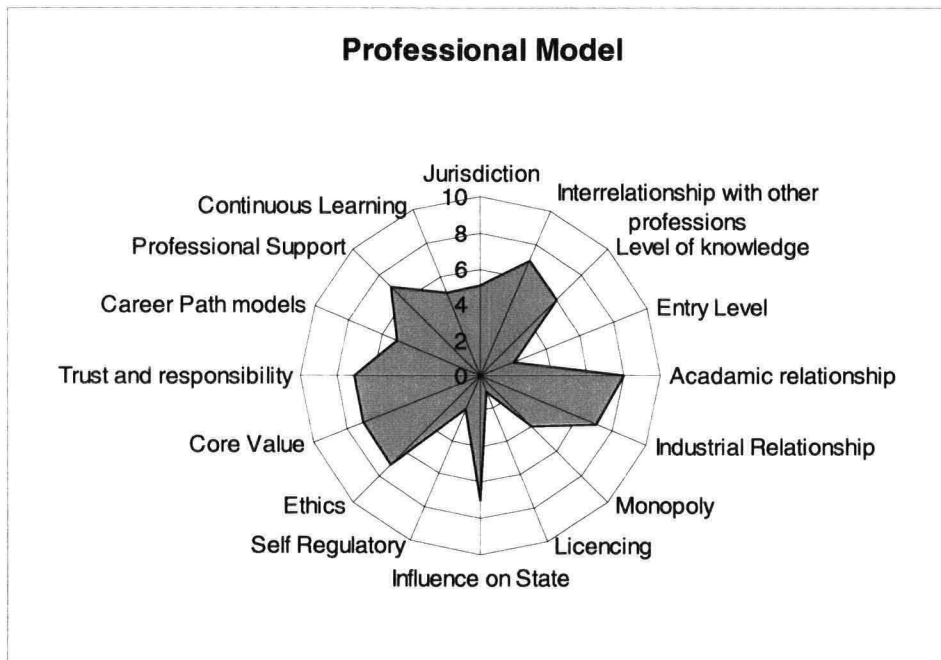 Professional Model
Jurisdiction
Interrelationship with other
professions
Level of knowledge
Entry Level
Acadamic relationship
Industrial Relationship
Monopoly
Licencing
Influence on State
Self Regulatory
Ethics
Core Value
Trust and responsibility
Career Path models
Professional Support
Continuous Learning
10
8
6
4
2
0